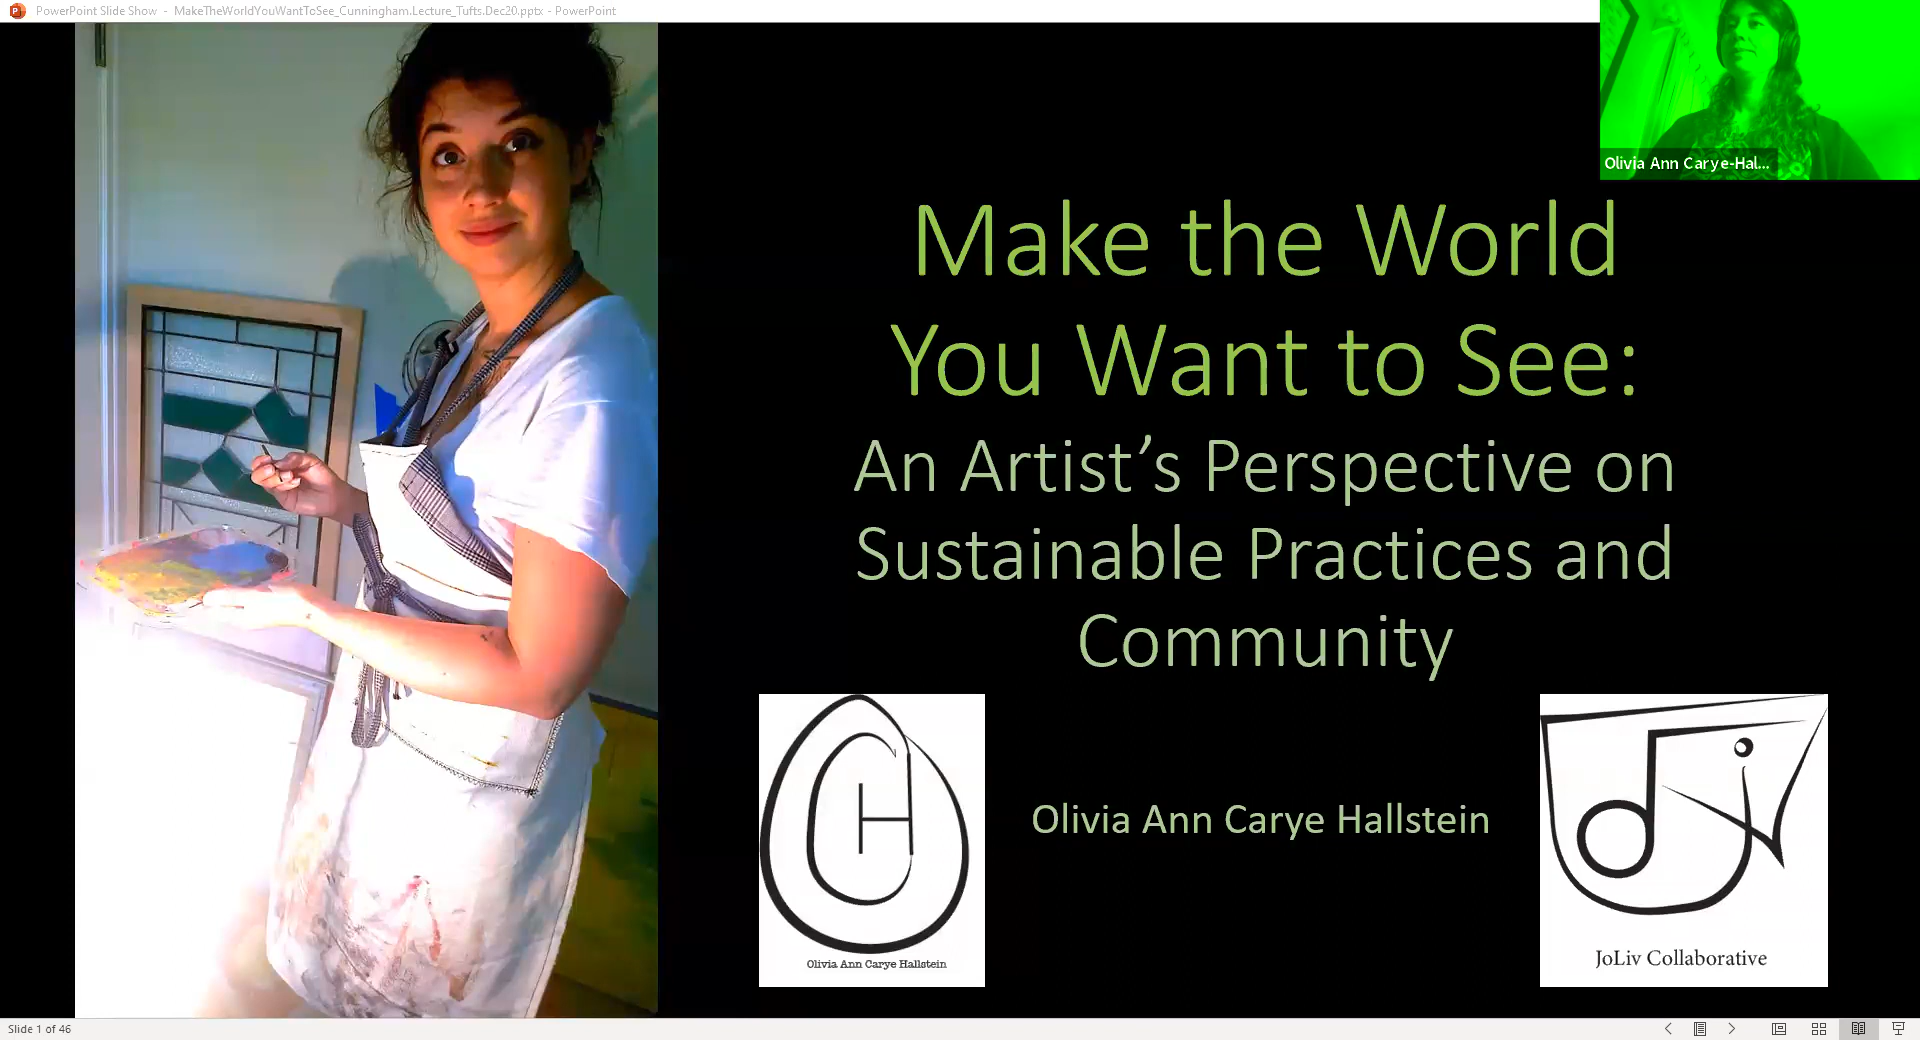 PowerPoint Slide Show - MakeTheWorldYouWantToSee_Cunningham.Lecture_Tufts.Dec20.pptx - PowerPoint
Olivia Ann Carye-Hal...
Make the World
You Want to See:
An Artist’s Perspective on
Sustainable Practices and
Community
Olivia Ann Carye Hallstein
OCH
Olivia Ann Carye Hallstein
JoLiv Collaborative
Slide 1 of 46